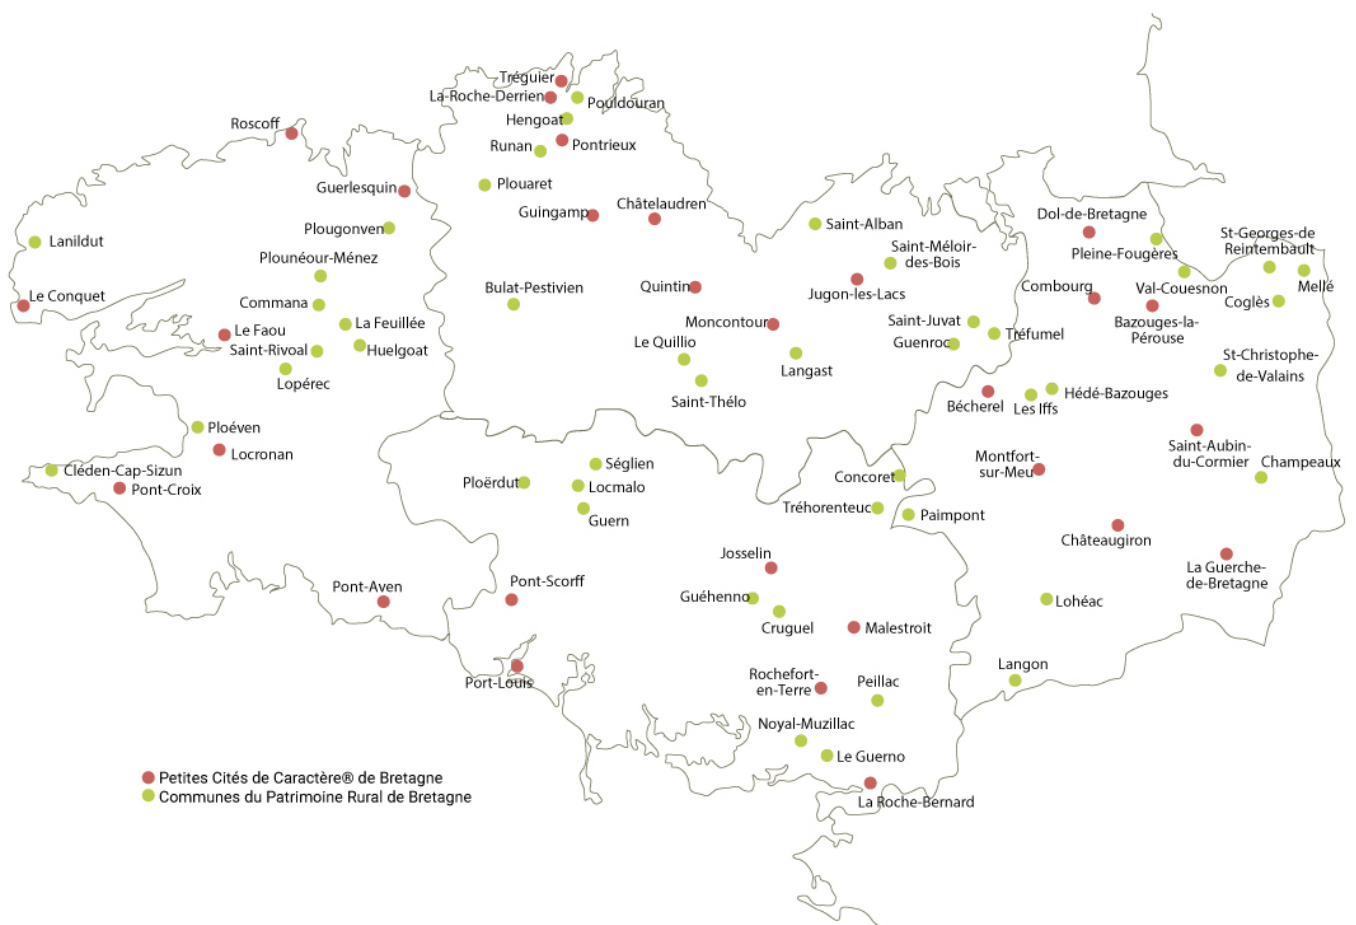 Tréguier
La-Roche-Derrien
Pouldouran
Hengoat
Roscoff
Runan
Pontrieux
Plouaret
Guerlesquin
Châtelaudren
Guingamp
Dol-de-Bretagne
Saint-Alban
Plougonven
St-Georges-de
Reintembault
Lanildut
Saint-Méloir-
des-Bois
Pleine-Fougères
Plounéour-Ménez
Mellé
Combourg
Val-Couesnon
Bulat-Pestivien
Quintin
Jugon-les-Lacs
Le Conquet
Commana
Coglès
Bazouges-la-
Pérouse
Moncontour
Saint-Juvat
La Feuillée
Le Faou
Tréfumel
Le Quillio
Guenroc
Saint-Rivoal
Huelgoat
St-Christophe-
de-Valains
Langast
Lopérec
Hédé-Bazouges
Saint-Thélo
Bécherel
Les Iffs
Ploéven
Saint-Aubin-
du-Cormier
Locronan
Montfort-
sur-Meu
Champeaux
Séglien
Cléden-Cap-Sizun
Concoret
Ploërdut
Locmalo
Pont-Croix
Tréhorenteuc
Paimpont
Guern
Châteaugiron
Josselin
La Guerche-
de-Bretagne
Pont-Scorff
Pont-Aven
Guéhenno
Lohéac
Cruguel
Malestroit
Langon
Rochefort-
en-Terre
Peillac
Port-Louis
Noyal-Muzillac
Le Guerno
Petites Cités de Caractère® de Bretagne
Communes du Patrimoine Rural de Bretagne
La Roche-Bernard